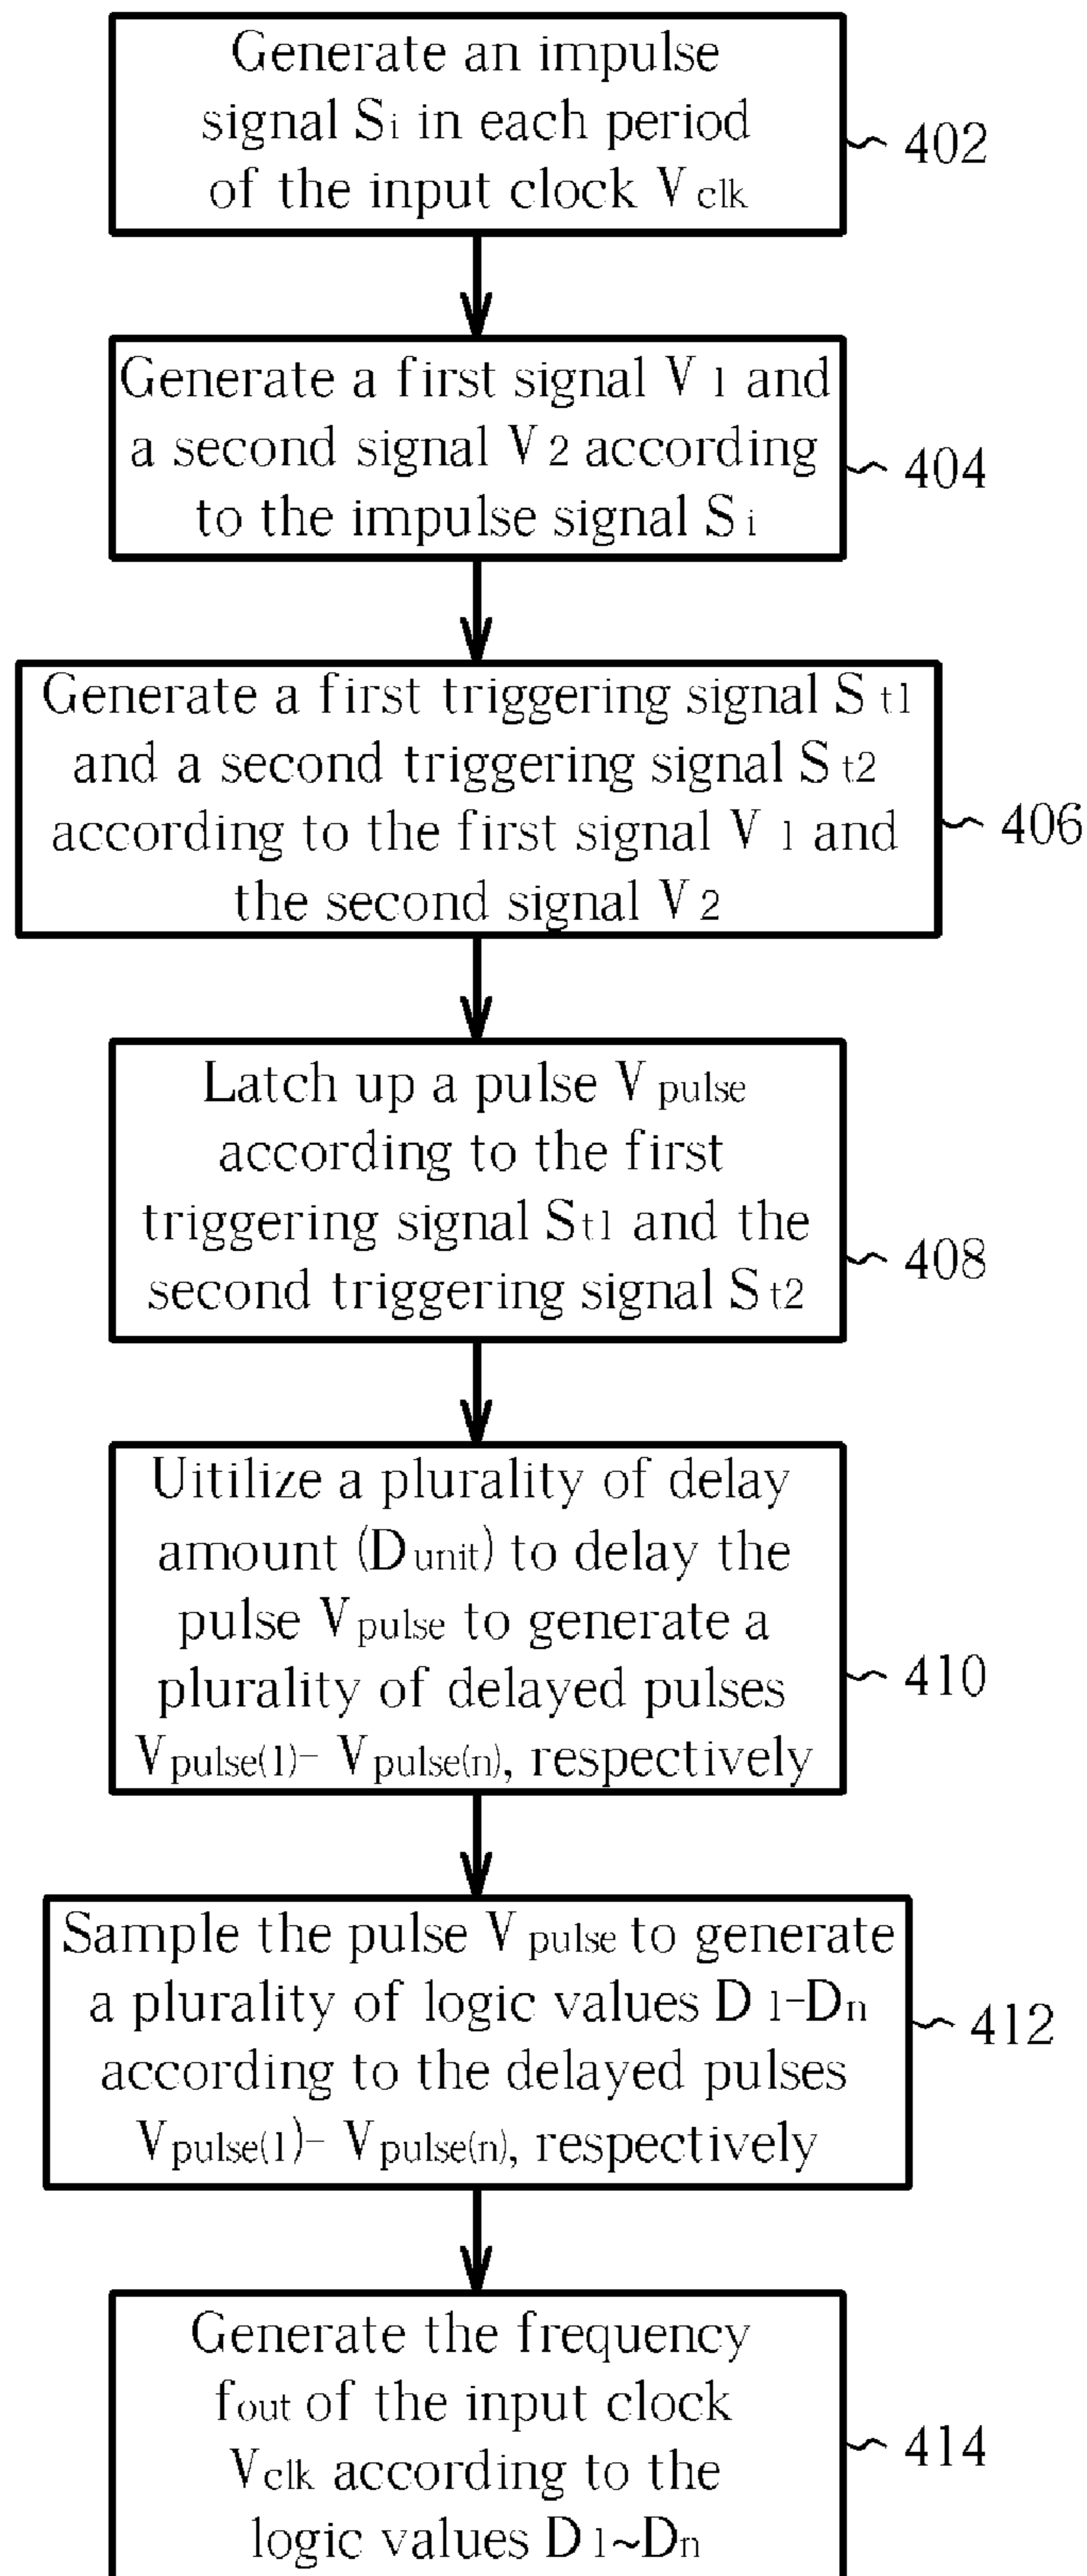 Generate an impulse
signal Si in each period
of the input clock Vclk
402
Generate a first signal V1 and
a second signal V2 according
to the impulse signal Si
404
Generate a first triggering signal St1
and a second triggering signal St2
according to the first signal V1 and
the second signal V2
406
Latch up a pulse Vpulse
according to the first
triggering signal St1 and the
second triggering signal St2
408
Uitilize a plurality of delay
amount (Dunit) to delay the
pulse Vpulse to generate a
plurality of delayed pulses
Vpulse(1)- Vpulse(n), respectively
410
Sample the pulse Vpulse to generate
a plurality of logic values D1-Dn
according to the delayed pulses
Vpulse(1)- Vpulse(n), respectively
412
Generate the frequency
fout of the input clock
Vclk according to the
logic values D1~Dn
414